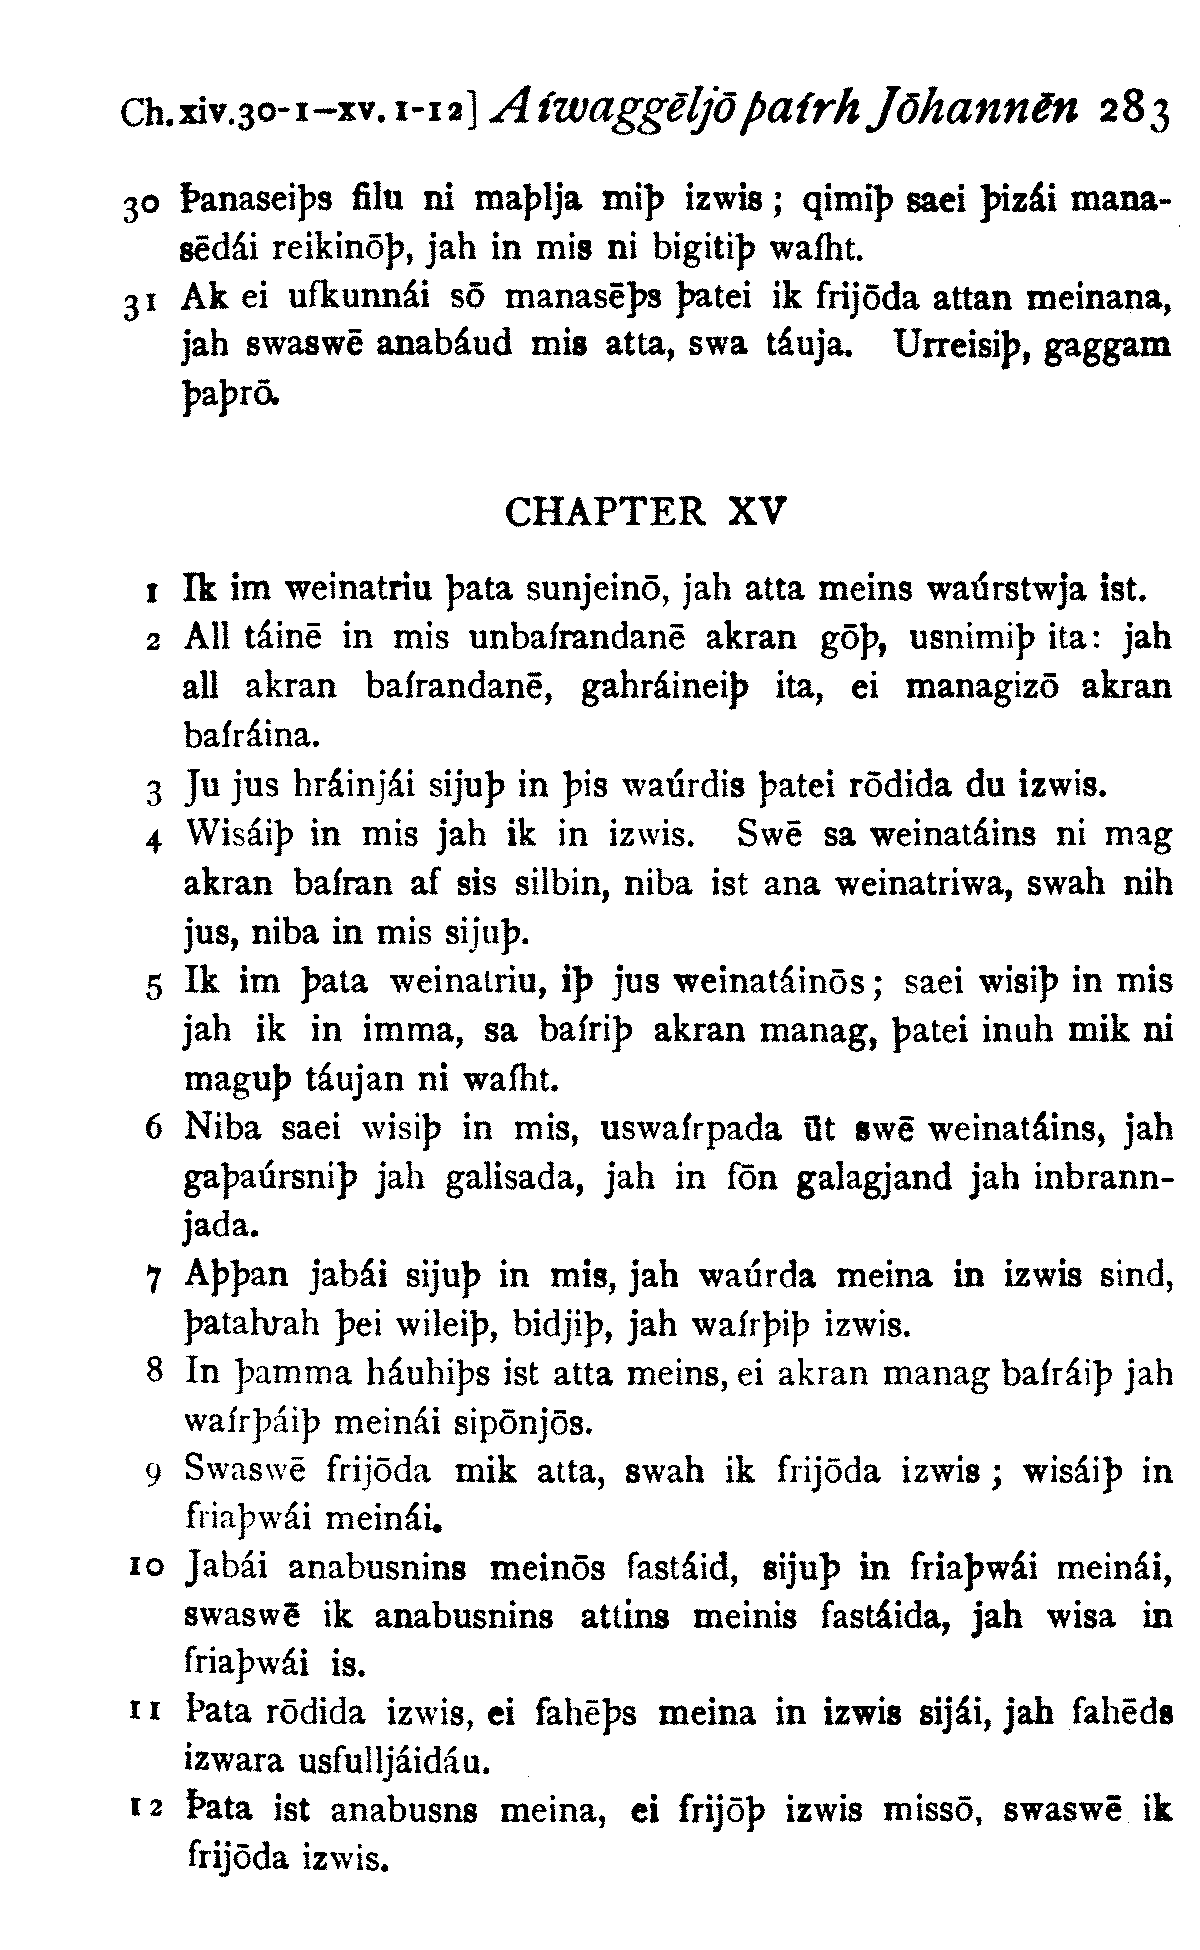 Ch. xiv. 30-1—xv. 1-12] Aíwaggēljō þaírh Jōhannēn 283
30 Þanaseiþs filu ni maþlja miþ izwis; qimiþ saei þizái mana-
sēdái reikinōþ, jah in mis ni bigitiþ waíht.
31 Ak ei ufkunnái sō manasēþs þatei ik frijōda attan meinana,
jah swaswē anabáud mis atta, swa táuja. Urreisiþ, gaggam
þaþrō.
CHAPTER XV
1 Ik im weinatriu þata sunjeinō, jah atta meins waúrstwja ist.
2 All táinē in mis unbaírandanē akran gōþ, usnimiþ ita: jah
all akran baírandanē, gahráineiþ ita, ei managizō akran
baíráina.
3 Ju jus hráinjái sijuþ in þis waúrdis þatei rōdida du izwis.
4 Wisáiþ in mis jah ik in izwis. Swē sa weinatáins ni mag
akran baíran af sis silbin, niba ist ana weinatriwa, swah nih
jus, niba in mis sijuþ.
5 Ik im þata weinatriu, iþ jus weinatáinōs; saei wisiþ in mis
jah ik in imma, sa baíriþ akran manag, þatei inuh mik ni
maguþ táujan ni waíht.
6 Niba saei wisiþ in mis, uswaírpada ūt swē weinatáins, jah
gaþaúrsniþ jah galisada, jah in fōn galagjand jah inbrann-
jada.
7 Aþþan jabái sijuþ in mis, jah waúrda meina in izwis sind,
þataƕah þei wileiþ, bidjiþ, jah waírþiþ izwis.
8 In þamma háuhiþs ist atta meins, ei akran manag baíráiþ jah
waírþáiþ meinái sipōnjōs.
9 Swaswē frijōda mik atta, swah ik frijōda izwis; wisáiþ in
friaþwái meinái.
10 Jabái anabusnins meinōs fastáid, sijuþ in friaþwái meinái,
swaswē ik anabusnins attins meinis fastáida, jah wisa in
friaþwái is.
11 Þata rōdida izwis, ei fahēþs meina in izwis sijái, jah fahēds
izwara usfulljáidáu.
12 Þata ist anabusns meina, ei frijōþ izwis missō, swaswē ik
frijōda izwis.